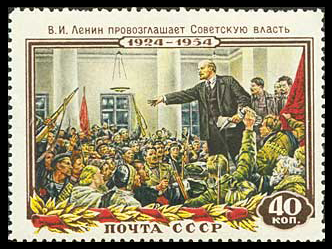 В.И. Ленин провозглашает Советскую власть
1924-1954
40
КОП.
ПОЧТА СССР